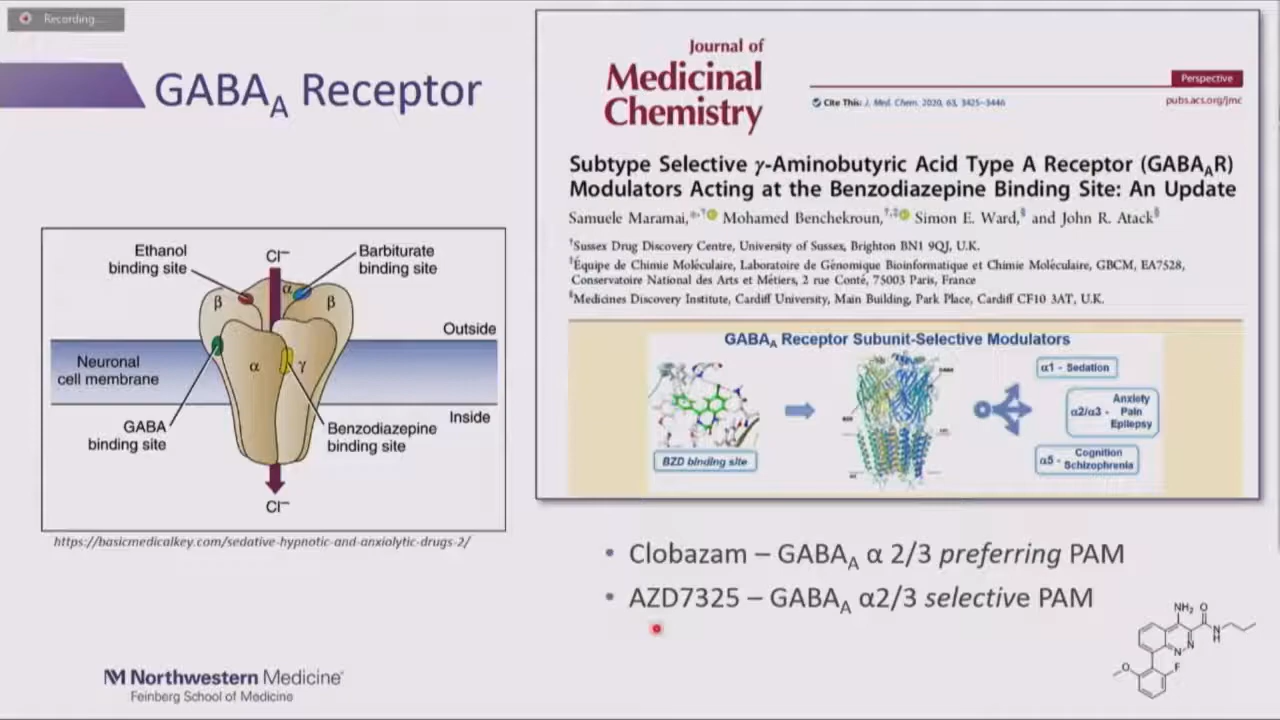 Recording...
GABAA Receptor
Ethanol
binding site
Cl⁻
Barbiturate
binding site
β
α
β
Outside
Neuronal
cell membrane
α
γ
Inside
GABA
binding site
Benzodiazepine
binding site
Cl⁻
https://basicmedicalkey.com/sedative-hypnotic-and-anxiolytic-drugs-2/
Journal of
Medicinal
Chemistry
Perspective
Cite This: J. Med. Chem. 2020, 63, 3425−3446
pubs.acs.org/jmc
Subtype Selective γ-Aminobutyric Acid Type A Receptor (GABAAR)
Modulators Acting at the Benzodiazepine Binding Site: An Update
Samuele Maramai,*,† Mohamed Benchekroun,†,‡ Simon E. Ward,§ and John R. Atack§
†Sussex Drug Discovery Centre, University of Sussex, Brighton BN1 9QJ, U.K.
‡Équipe de Chimie Moléculaire, Laboratoire de Génomique Bioinformatique et Chimie Moléculaire, GBCM, EA7528,
Conservatoire National des Arts et Métiers, 2 rue Conté, 75003 Paris, France
§Medicines Discovery Institute, Cardiff University, Main Building, Park Place, Cardiff CF10 3AT, U.K.
GABAA Receptor Subunit-Selective Modulators
BZD binding site
α1 - Sedation
α2/α3 -
Anxiety
Pain
Epilepsy
α5 -
Cognition
Schizophrenia
• Clobazam – GABAA α 2/3 preferring PAM
• AZD7325 – GABAA α2/3 selective PAM
NH2
O
N
H
N
N
O
F
Northwestern Medicine
Feinberg School of Medicine